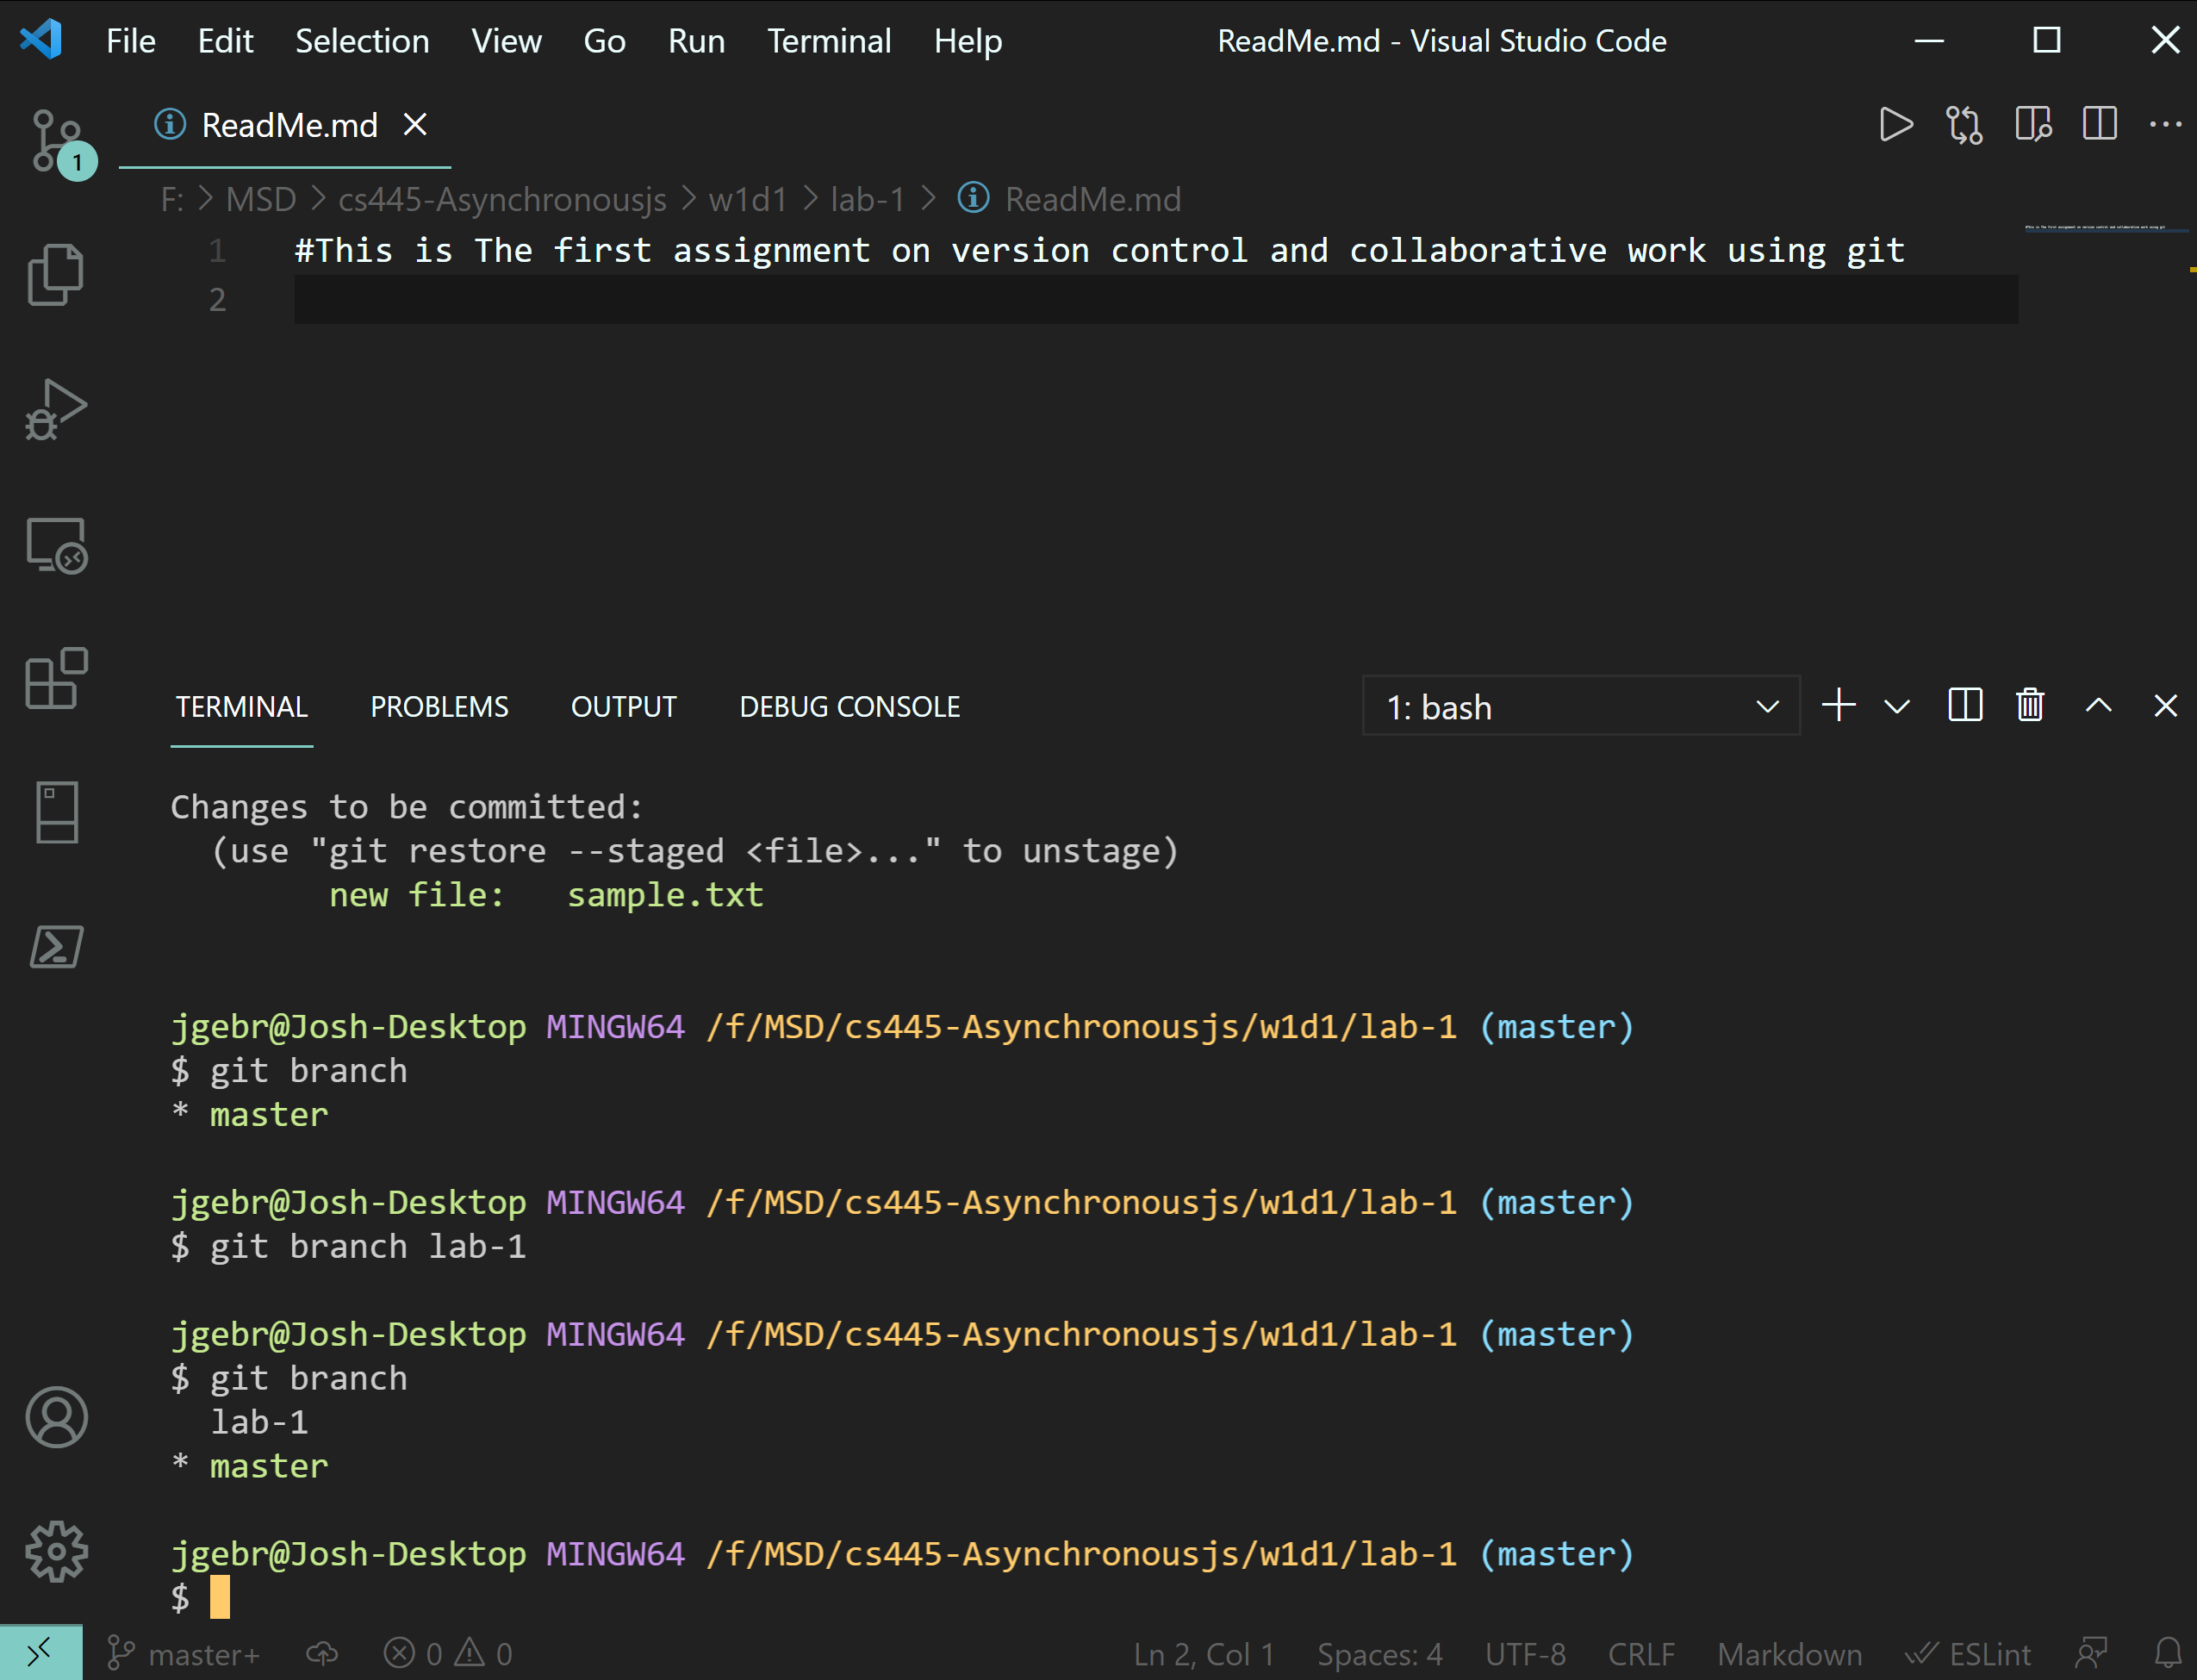 File Edit Selection View Go Run Terminal Help ReadMe.md - Visual Studio Code
ReadMe.md
1
F: > MSD > cs445-Asynchronousjs > w1d1 > lab-1 > ReadMe.md
1 #This is The first assignment on version control and collaborative work using git
2
TERMINAL PROBLEMS OUTPUT DEBUG CONSOLE 1: bash
Changes to be committed:
(use "git restore --staged <file>..." to unstage)
new file: sample.txt
jgebr@Josh-Desktop MINGW64 /f/MSD/cs445-Asynchronousjs/w1d1/lab-1 (master)
$ git branch
* master
jgebr@Josh-Desktop MINGW64 /f/MSD/cs445-Asynchronousjs/w1d1/lab-1 (master)
$ git branch lab-1
jgebr@Josh-Desktop MINGW64 /f/MSD/cs445-Asynchronousjs/w1d1/lab-1 (master)
$ git branch
lab-1
* master
jgebr@Josh-Desktop MINGW64 /f/MSD/cs445-Asynchronousjs/w1d1/lab-1 (master)
$
master+ 0 0 Ln 2, Col 1 Spaces: 4 UTF-8 CRLF Markdown ESLint